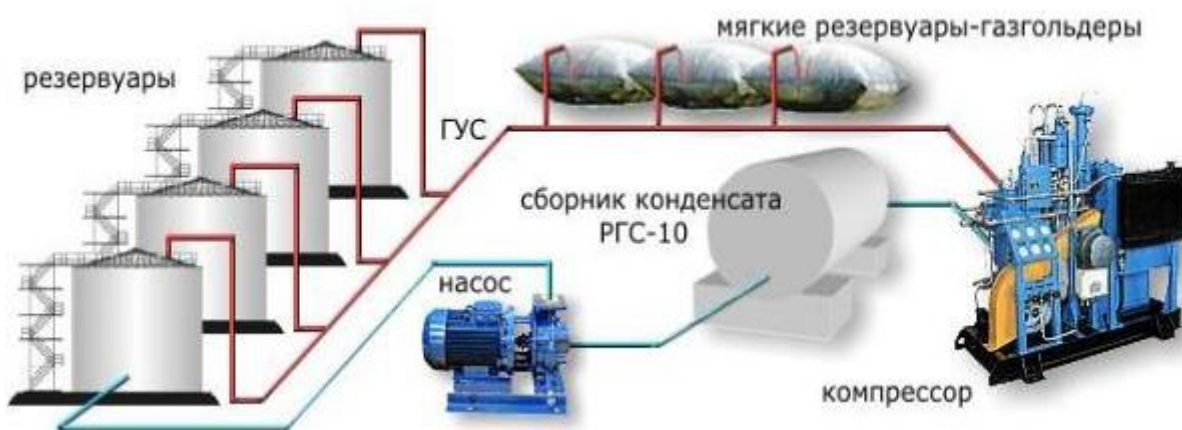 мягкие резервуары-газгольдеры
резервуары
ГУС
сборник конденсата
РГС-10
насос
компрессор